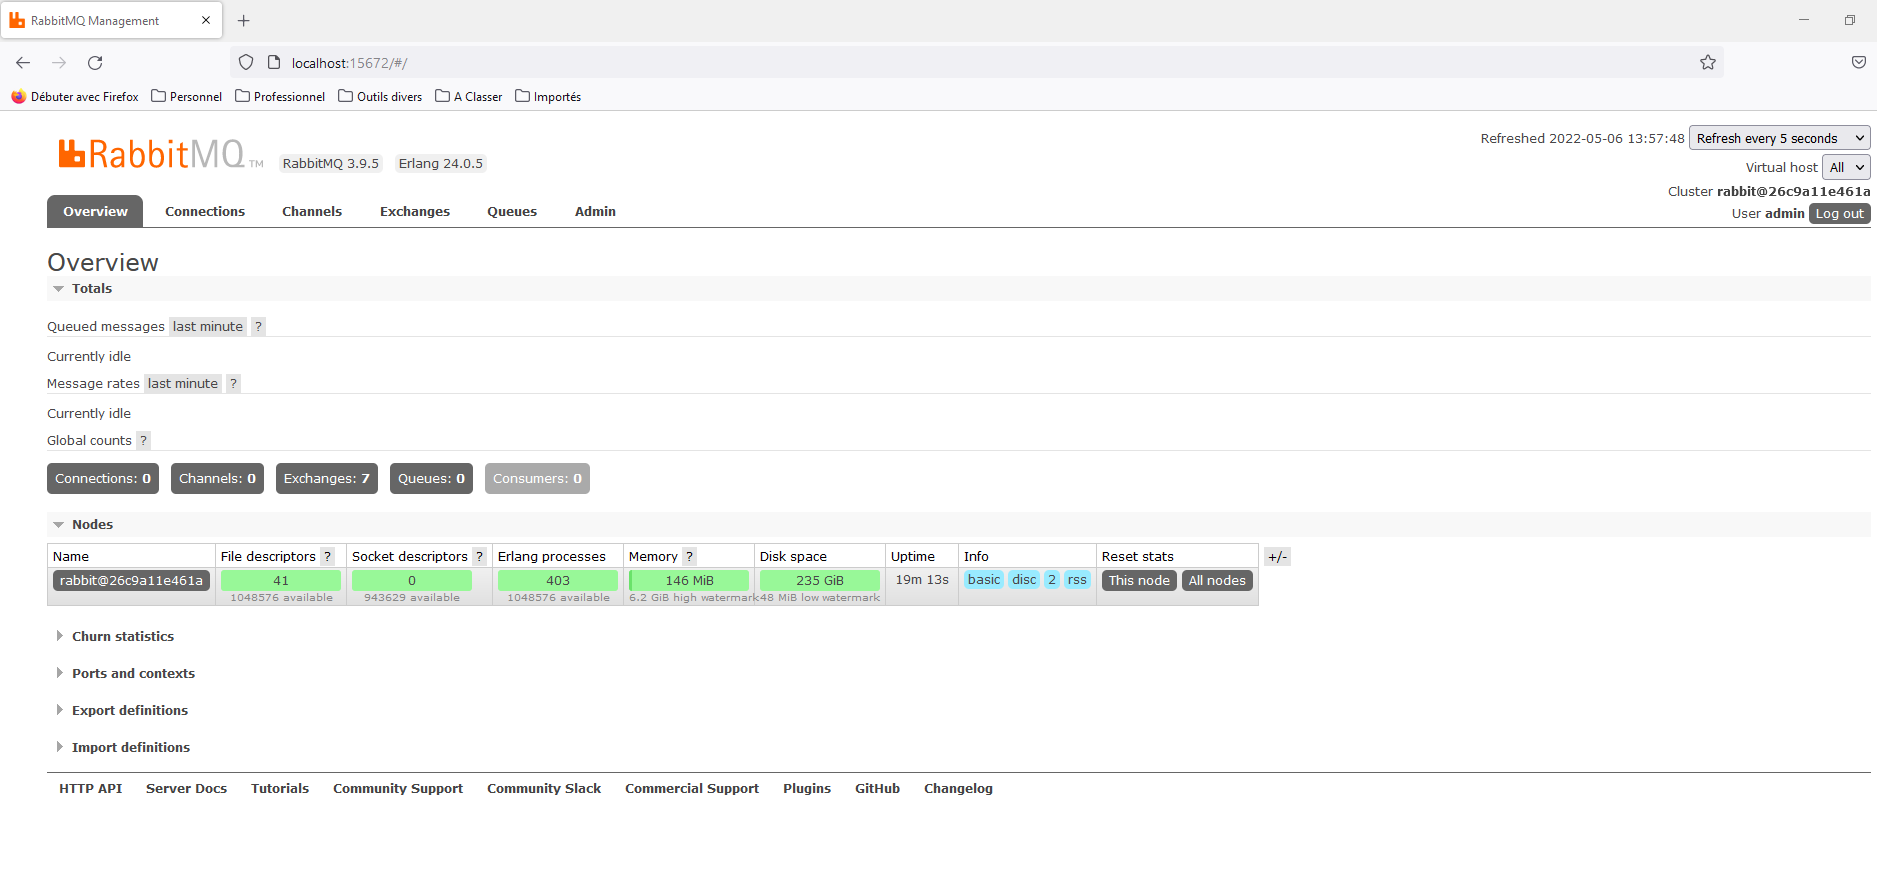 RabbitMQ Management
localhost:15672/#/
Débuter avec Firefox Personnel Professionnel Outils divers A Classer Importés
RabbitMQ TM RabbitMQ 3.9.5 Erlang 24.0.5
Refreshed 2022-05-06 13:57:48 Refresh every 5 seconds
Virtual host All
Cluster rabbit@26c9a11e461a
User admin Log out
Overview Connections Channels Exchanges Queues Admin
Overview
Totals
Queued messages last minute ?
Currently idle
Message rates last minute ?
Currently idle
Global counts ?
Connections: 0 Channels: 0 Exchanges: 7 Queues: 0 Consumers: 0
Nodes
Name File descriptors ? Socket descriptors ? Erlang processes Memory ? Disk space Uptime Info Reset stats +/-
rabbit@26c9a11e461a 41 0 403 146 MiB 235 GiB 19m 13s basic disc 2 rss This node All nodes
1048576 available 943629 available 1048576 available 6.2 GiB high watermark 48 MiB low watermark
Churn statistics
Ports and contexts
Export definitions
Import definitions
HTTP API Server Docs Tutorials Community Support Community Slack Commercial Support Plugins GitHub Changelog